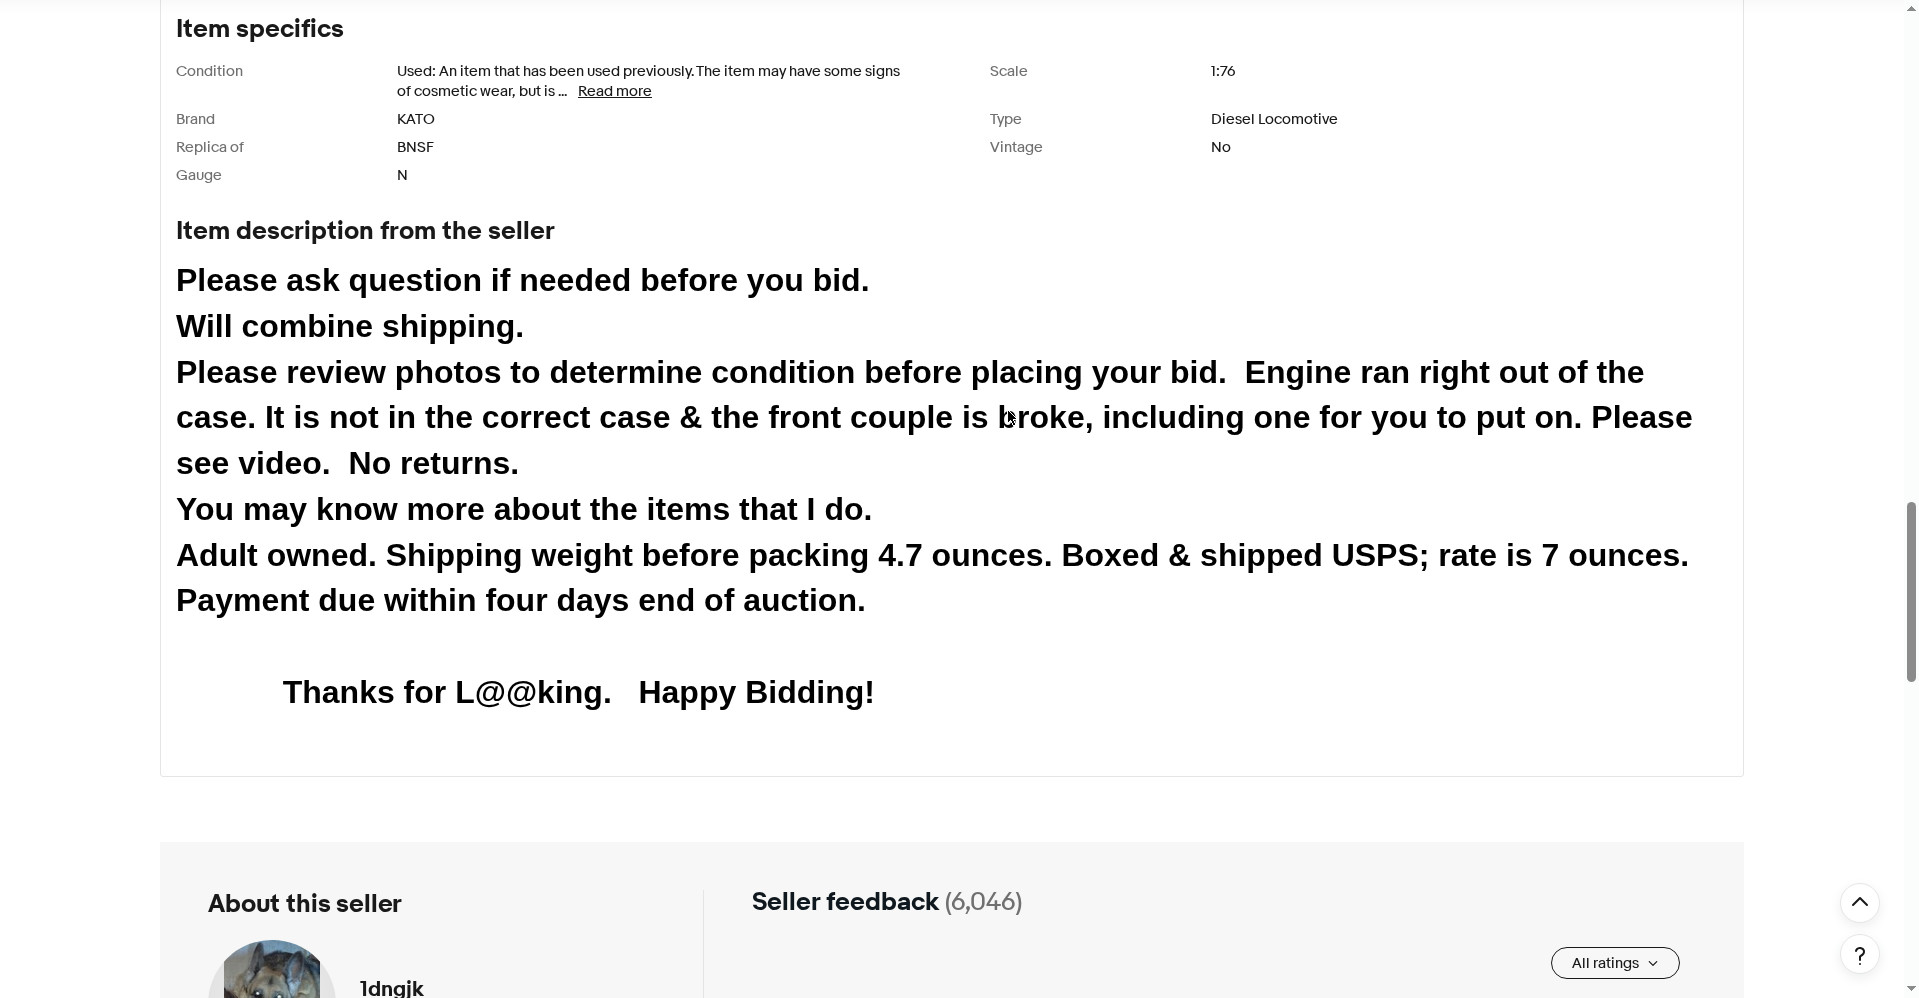 Item specifics
Condition
Used: An item that has been used previously. The item may have some signs
of cosmetic wear, but is ... Read more
Scale
1:76
Brand
KATO
Type
Diesel Locomotive
Replica of
BNSF
Vintage
No
Gauge
N
Item description from the seller
Please ask question if needed before you bid.
Will combine shipping.
Please review photos to determine condition before placing your bid.  Engine ran right out of the
case. It is not in the correct case & the front couple is broke, including one for you to put on. Please
see video.  No returns.
You may know more about the items that I do.
Adult owned. Shipping weight before packing 4.7 ounces. Boxed & shipped USPS; rate is 7 ounces.
Payment due within four days end of auction.
Thanks for L@@king.   Happy Bidding!
About this seller
1dngjk
Seller feedback (6,046)
All ratings
?